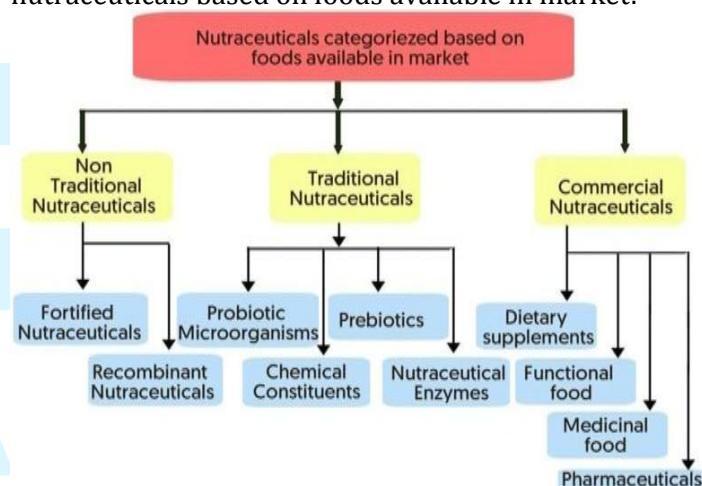 nutraceuticals based on foods available in market.
Nutraceuticals categoriezed based on
foods available in market
Non
Traditional
Nutraceuticals
Traditional
Nutraceuticals
Commercial
Nutraceuticals
Fortified
Nutraceuticals
Recombinant
Nutraceuticals
Probiotic
Microorganisms
Chemical
Constituents
Prebiotics
Nutraceutical
Enzymes
Dietary
supplements
Functional
food
Medicinal
food
Pharmaceuticals